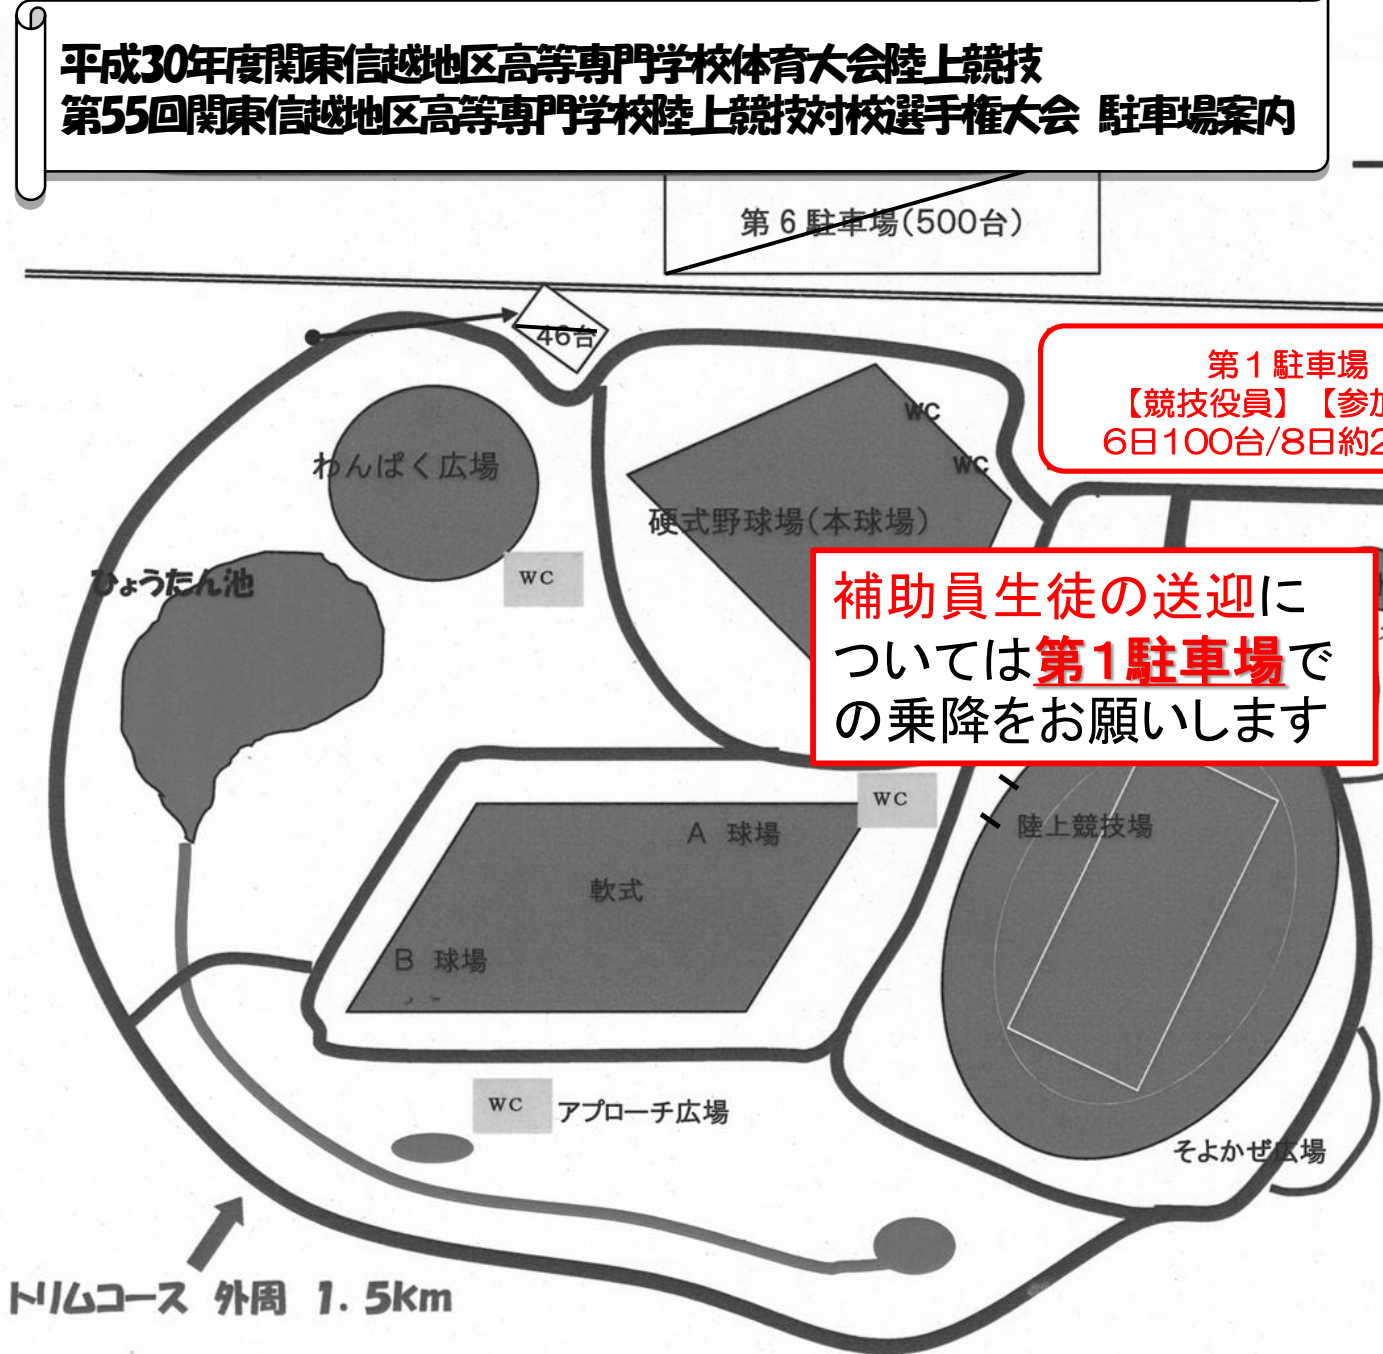 平成30年度関東信越地区高等専門学校体育大会陸上競技
第55回関東信越地区高等専門学校陸上競技対校選手権大会 駐車場案内
第6駐車場(500台)
46台
第1駐車場
【競技役員】【参加
6日100台/8日約2
わんぱく広場
WC
WC
硬式野球場(本球場)
ひょうたん池
WC
補助員生徒の送迎に
ついては第1駐車場で
の乗降をお願いします
WC
A 球場
陸上競技場
軟式
B 球場
WC
アプローチ広場
そよかぜ広場
トリムコース 外周 1.5km